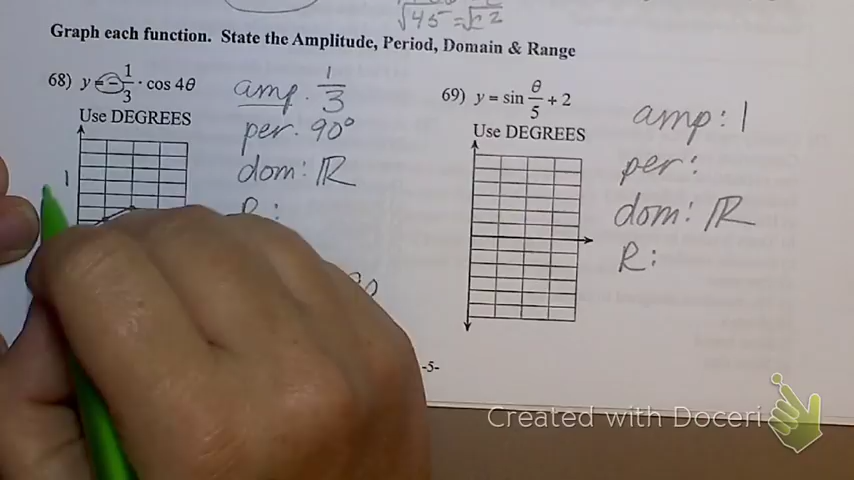 √45 =
Graph each function. State the Amplitude, Period, Domain & Range
68) y = - 1/3 · cos 4θ
Use DEGREES
amp. 1/3
per. 90°
dom: ℝ
R:
1
69) y = sin θ/5 + 2
Use DEGREES
amp: 1
per:
dom: ℝ
R:
-5-
Created with Doceri